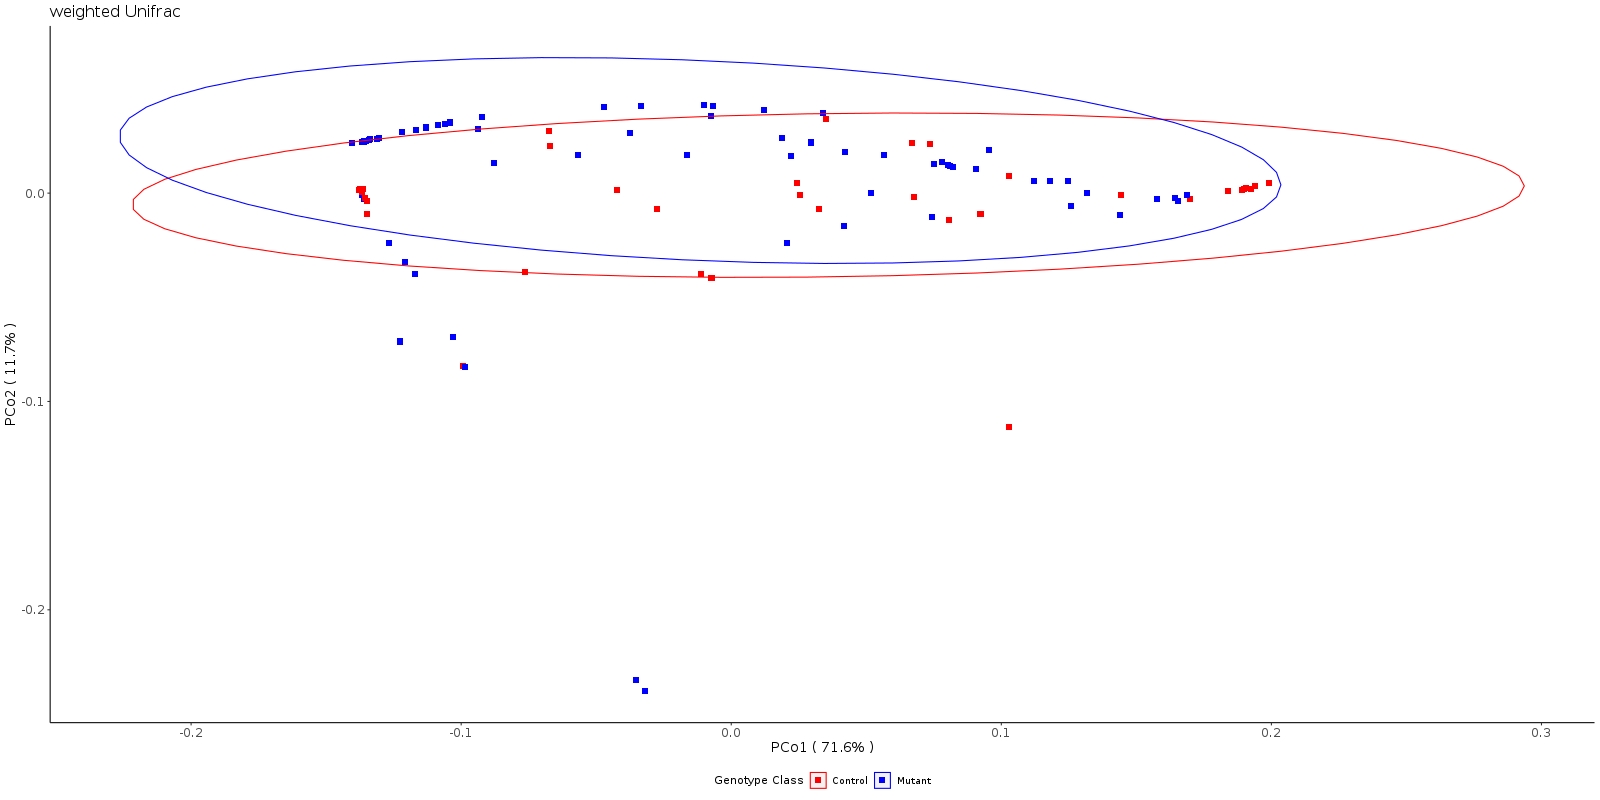 weighted Unifrac
0.0
-0.1
-0.2
PCo2 ( 11.7% )
-0.2 -0.1 0.0 0.1 0.2 0.3
PCo1 ( 71.6% )
Genotype Class Control Mutant